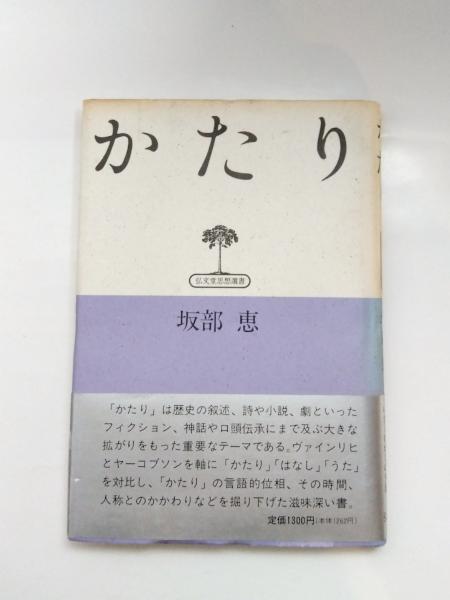 かたり
弘文堂思想選書
坂部 恵
「かたり」は歴史の叙述、詩や小説、劇といった
フィクション、神話や口頭伝承にまで及ぶ大きな
拡がりをもった重要なテーマである。ヴァインリヒ
とヤーコブソンを軸に「かたり」「はなし」「うた」
を対比し、「かたり」の言語的位相、その時間、
人称とのかかわりなどを掘り下げた滋味深い書。
定価1300円(本体1262円)